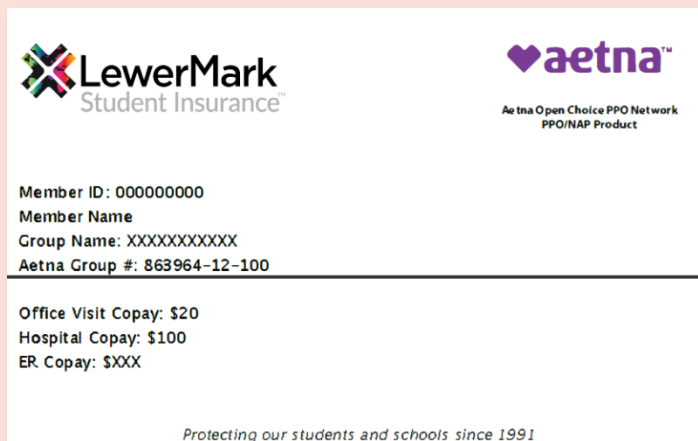 LewerMark
Student Insurance™
aetna™
Aetna Open Choice PPO Network
PPO/NAP Product
Member ID: 000000000
Member Name
Group Name: XXXXXXXXXXX
Aetna Group #: 863964-12-100
Office Visit Copay: $20
Hospital Copay: $100
ER Copay: $XXX
Protecting our students and schools since 1991